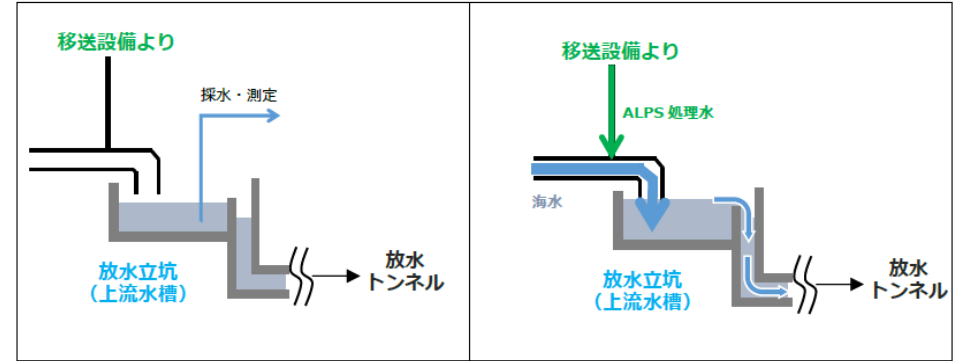 移送設備より
採水・測定
放水立坑
（上流水槽）
放水
トンネル
移送設備より
ALPS 処理水
海水
放水立坑
（上流水槽）
放水
トンネル